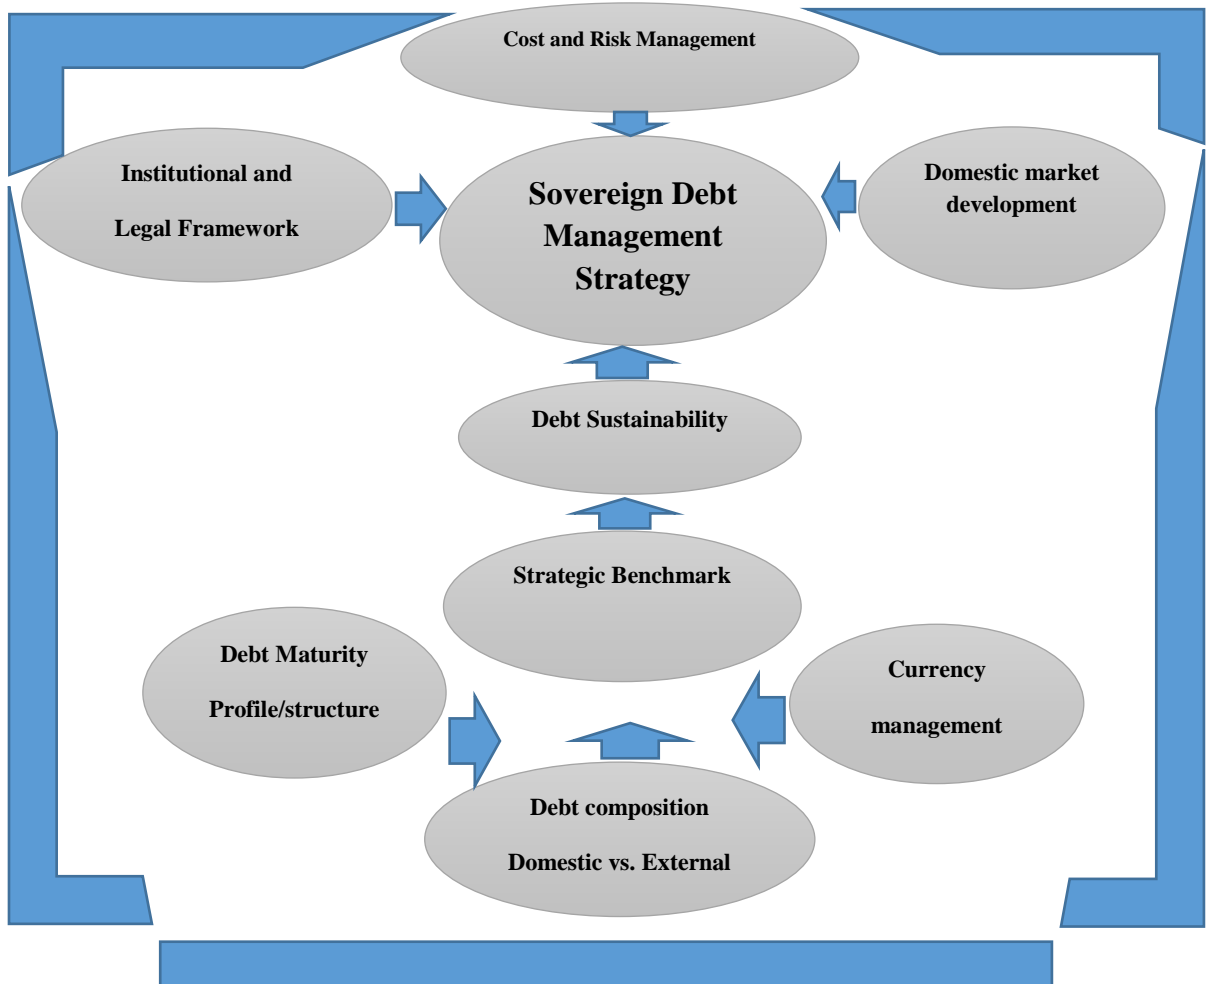 Cost and Risk Management
Institutional and
Legal Framework
Sovereign Debt
Management
Strategy
Domestic market
development
Debt Sustainability
Strategic Benchmark
Debt Maturity
Profile/structure
Currency
management
Debt composition
Domestic vs. External